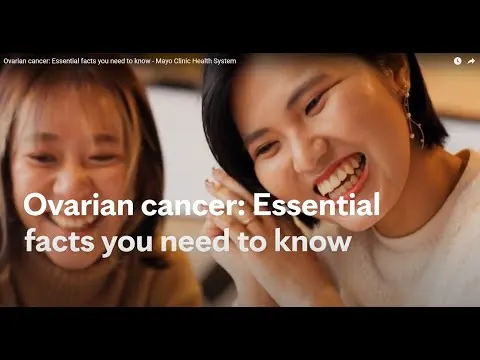 Ovarian cancer: Essential facts you need to know - Mayo Clinic Health System
Ovarian cancer: Essential
facts you need to know